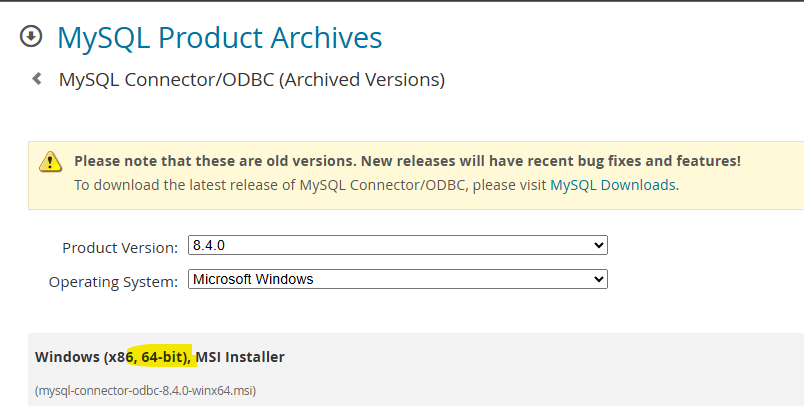 MySQL Product Archives
MySQL Connector/ODBC (Archived Versions)
Please note that these are old versions. New releases will have recent bug fixes and features!
To download the latest release of MySQL Connector/ODBC, please visit MySQL Downloads.
Product Version: 8.4.0
Operating System: Microsoft Windows
Windows (x86, 64-bit), MSI Installer
(mysql-connector-odbc-8.4.0-winx64.msi)